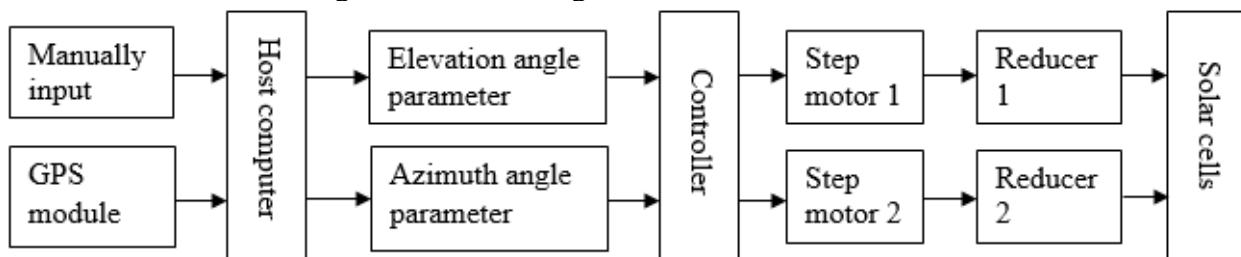 Manually
input
Host computer
Elevation angle
parameter
Controller
Step
motor 1
Reducer
1
Solar cells
GPS
module
Azimuth angle
parameter
Step
motor 2
Reducer
2